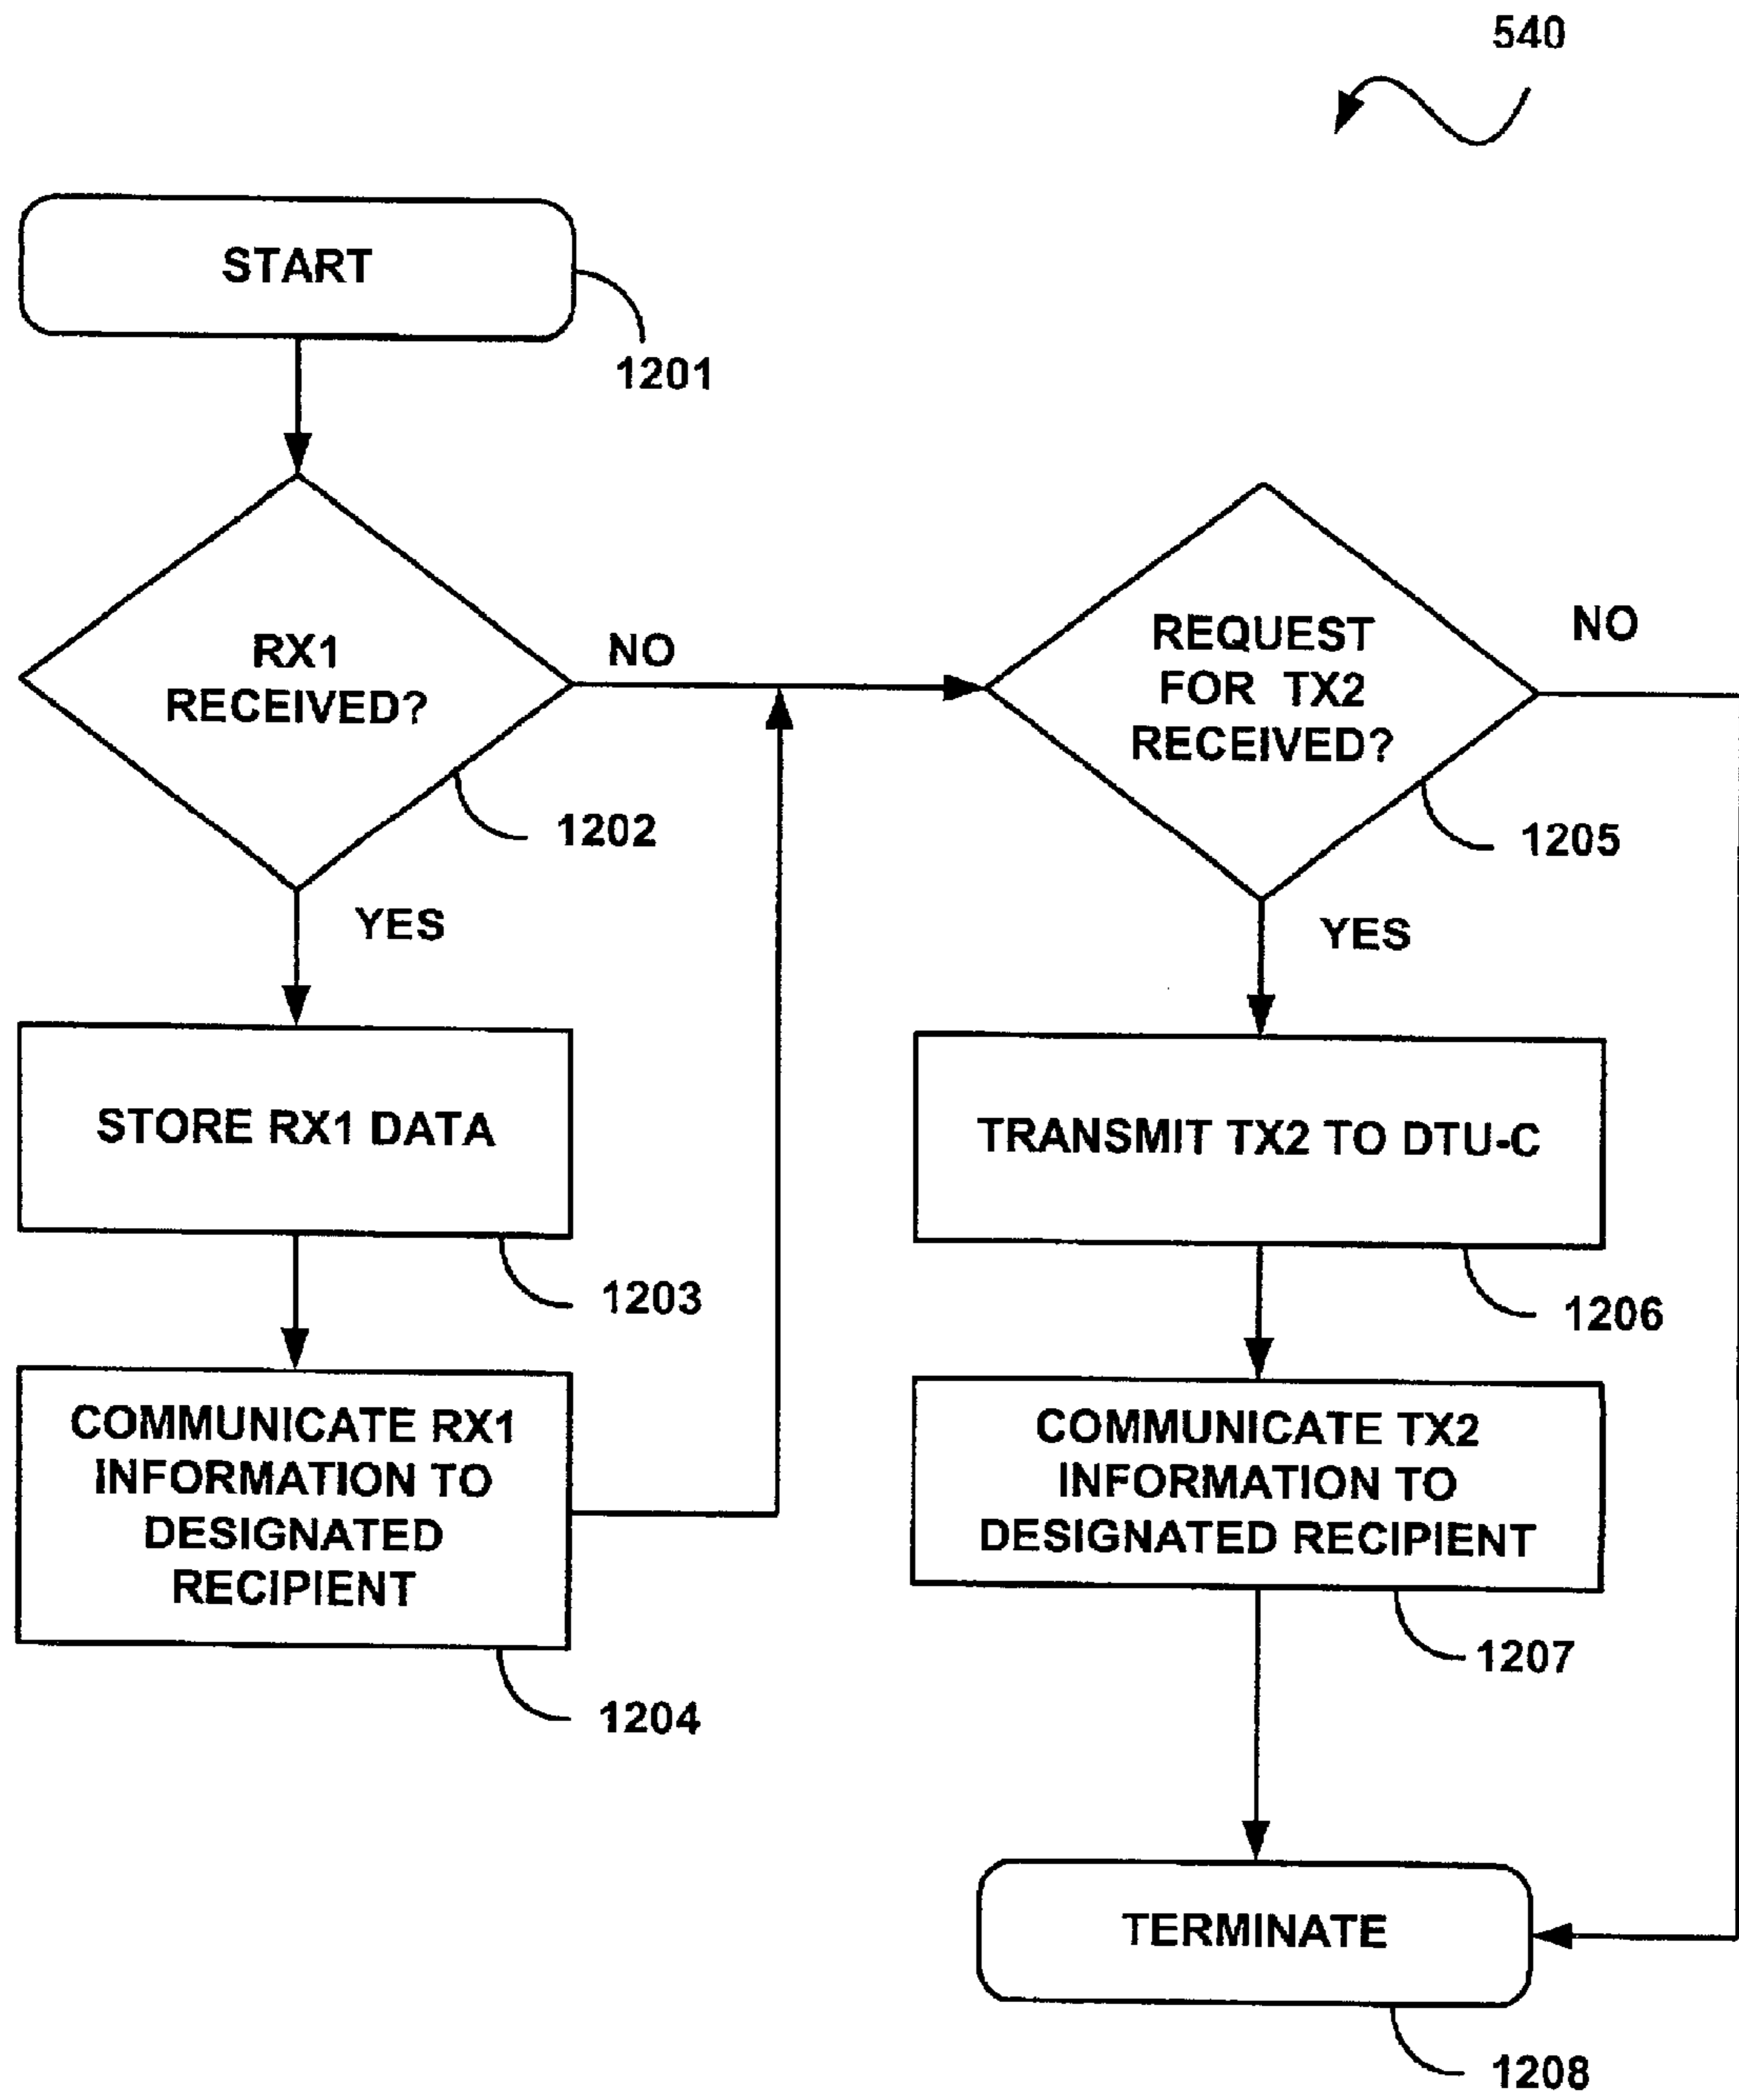 540
START
1201
RX1
RECEIVED?
NO
1202
YES
STORE RX1 DATA
1203
COMMUNICATE RX1
INFORMATION TO
DESIGNATED
RECIPIENT
1204
REQUEST
FOR TX2
RECEIVED?
NO
1205
YES
TRANSMIT TX2 TO DTU-C
1206
COMMUNICATE TX2
INFORMATION TO
DESIGNATED RECIPIENT
1207
TERMINATE
1208